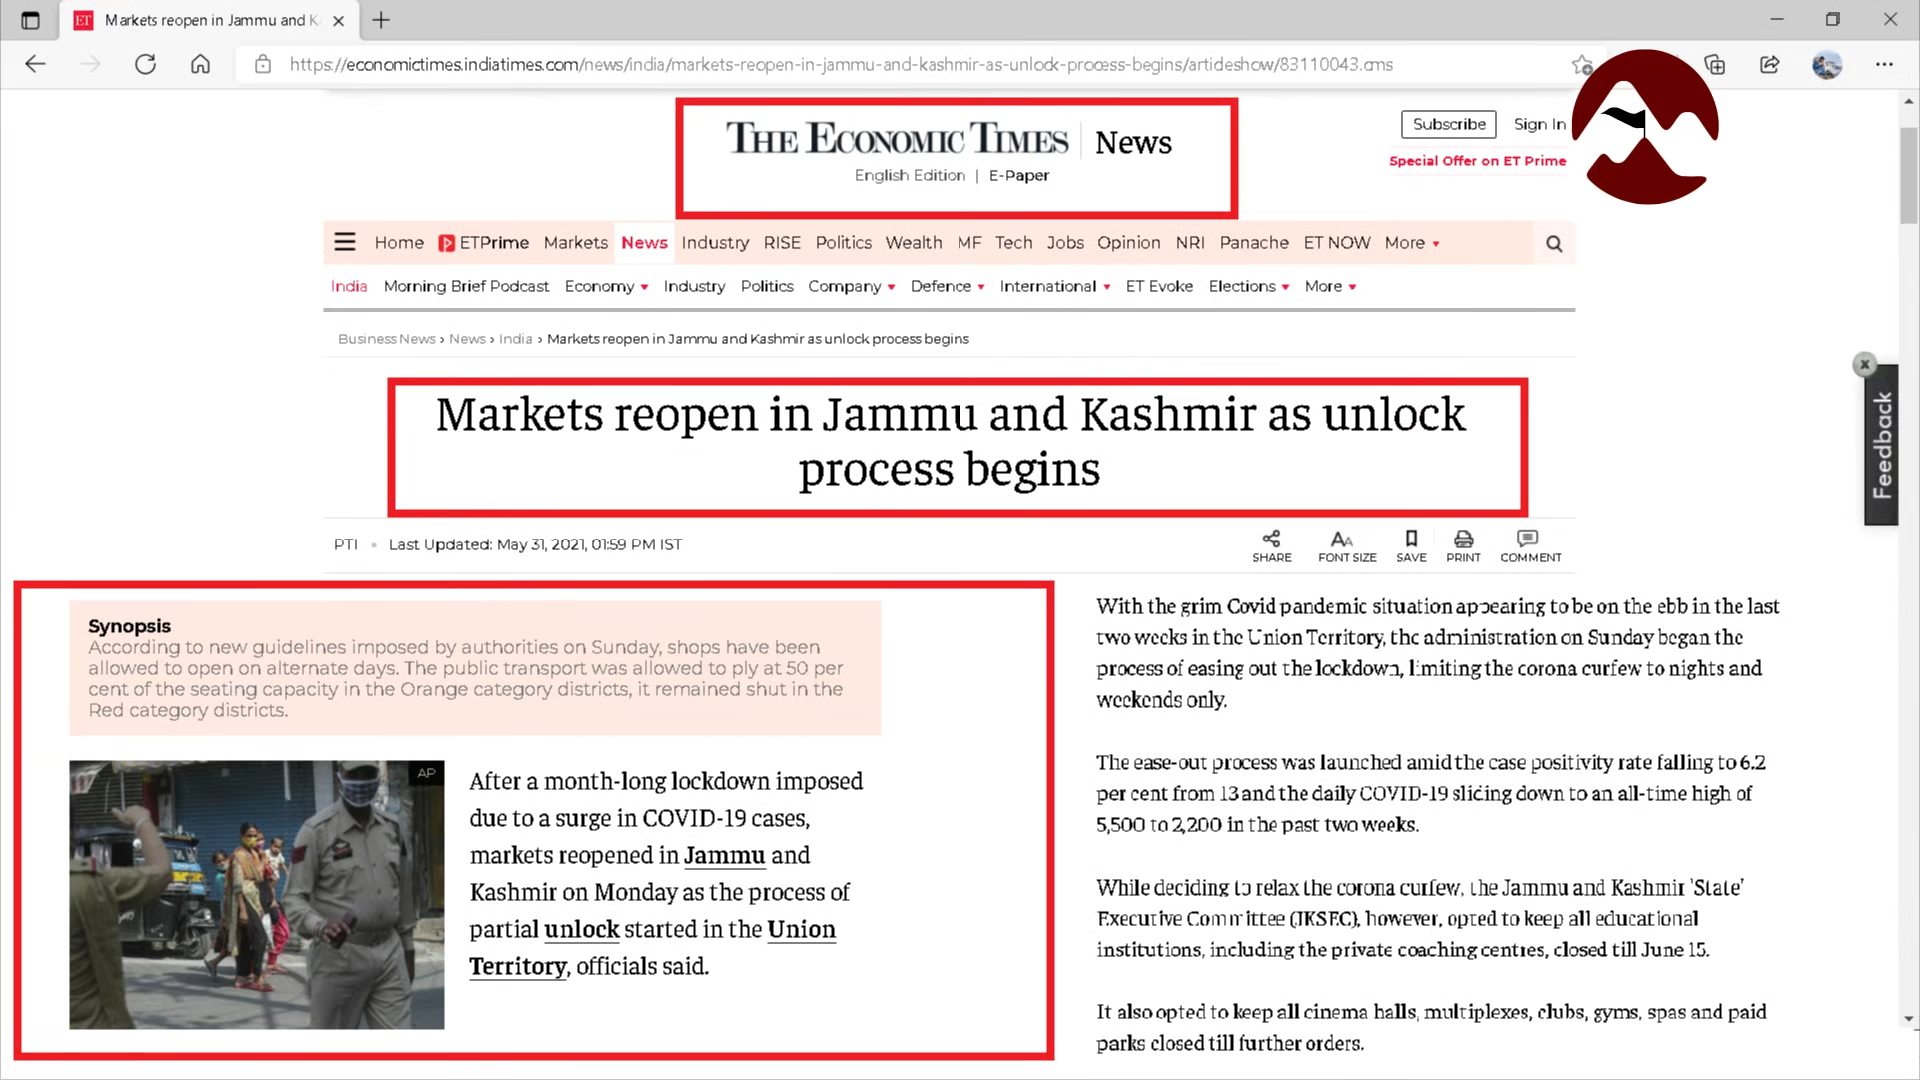 Markets reopen in Jammu and K
https://economictimes.indiatimes.com/news/india/markets-reopen-in-jammu-and-kashmir-as-unlock-process-begins/articleshow/83110043.cms
THE ECONOMIC TIMES | News
English Edition | E-Paper
Subscribe Sign In
Special Offer on ET Prime
Home ETPrime Markets News Industry RISE Politics Wealth MF Tech Jobs Opinion NRI Panache ET NOW More
India Morning Brief Podcast Economy Industry Politics Company Defence International ET Evoke Elections More
Business News › News › India › Markets reopen in Jammu and Kashmir as unlock process begins
Markets reopen in Jammu and Kashmir as unlock
process begins
PTI • Last Updated: May 31, 2021, 01:59 PM IST
SHARE FONT SIZE SAVE PRINT COMMENT
Feedback
Synopsis
According to new guidelines imposed by authorities on Sunday, shops have been
allowed to open on alternate days. The public transport was allowed to ply at 50 per
cent of the seating capacity in the Orange category districts, it remained shut in the
Red category districts.
AP
After a month-long lockdown imposed
due to a surge in COVID-19 cases,
markets reopened in Jammu and
Kashmir on Monday as the process of
partial unlock started in the Union
Territory, officials said.
With the grim Covid pandemic situation appearing to be on the ebb in the last
two weeks in the Union Territory, the administration on Sunday began the
process of easing out the lockdown, limiting the corona curfew to nights and
weekends only.
The ease-out process was launched amid the case positivity rate falling to 6.2
per cent from 13 and the daily COVID-19 sliding down to an all-time high of
5,500 to 2,200 in the past two weeks.
While deciding to relax the corona curfew, the Jammu and Kashmir 'State'
Executive Committee (JKSEC), however, opted to keep all educational
institutions, including the private coaching centres, closed till June 15.
It also opted to keep all cinema halls, multiplexes, clubs, gyms, spas and paid
parks closed till further orders.